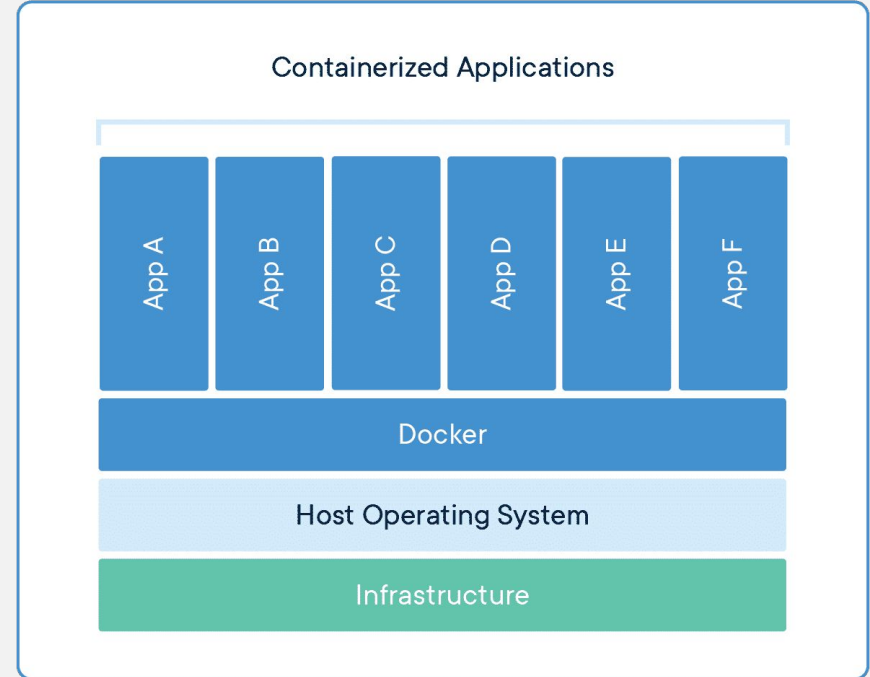 Containerized Applications
App A
App B
App C
App D
App E
App F
Docker
Host Operating System
Infrastructure